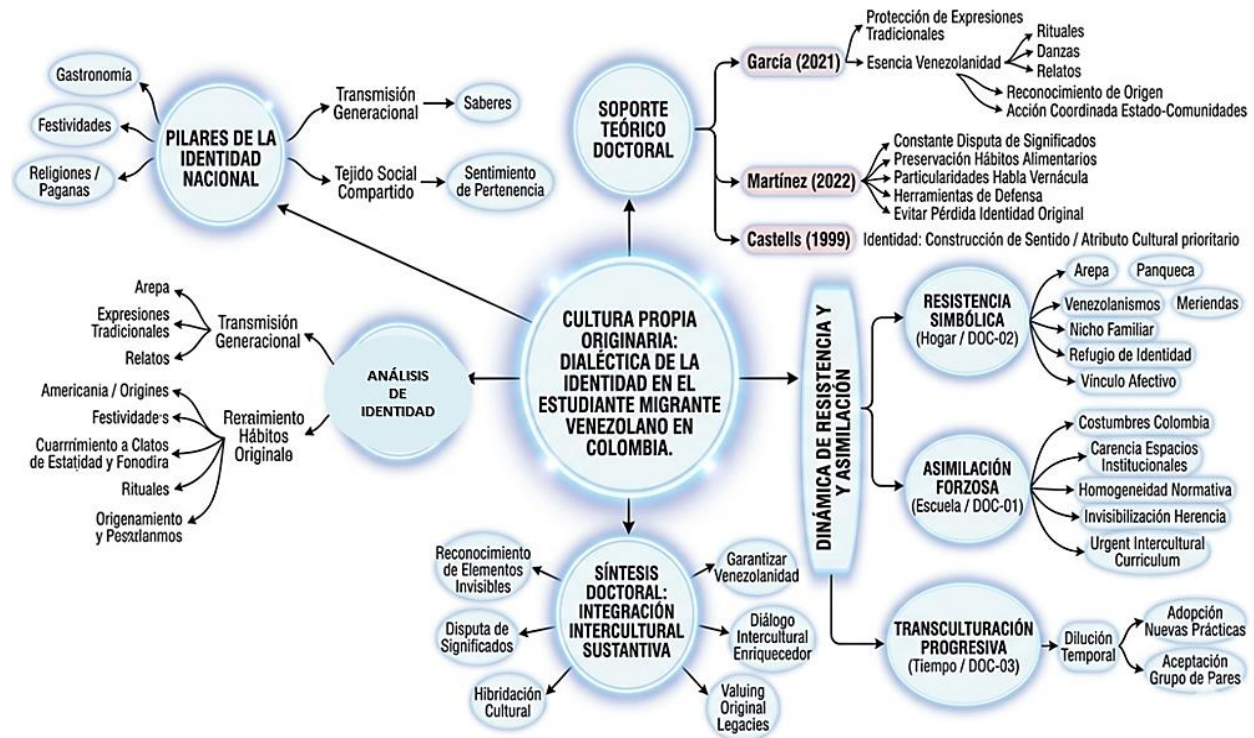 Gastronomía
Festividades
Religiones /
Paganas
PILARES DE LA
IDENTIDAD
NACIONAL
Transmisión
Generacional
Saberes
Tejido Social
Compartido
Sentimiento
de Pertenencia
SOPORTE
TEÓRICO
DOCTORAL
García (2021)
Protección de Expresiones
Tradicionales
Esencia Venezolanidad
Rituales
Danzas
Relatos
Reconocimiento de Origen
Acción Coordinada Estado-Comunidades
Martínez (2022)
Constante Disputa de Significados
Preservación Hábitos Alimentarios
Particularidades Habla Vernácula
Herramientas de Defensa
Evitar Pérdida Identidad Original
Castells (1999)
Identidad: Construcción de Sentido / Atributo Cultural prioritario
CULTURA PROPIA
ORIGINARIA:
DIALÉCTICA DE LA
IDENTIDAD EN EL
ESTUDIANTE MIGRANTE
VENEZOLANO EN
COLOMBIA.
ANÁLISIS
DE
IDENTIDAD
Transmisión
Generacional
Arepa
Expresiones
Tradicionales
Relatos
Hábitos
Americania / Origines
Festividades
de Estatidad y Fonodira
Rituales
Origenamiento
DINÁMICA DE RESISTENCIA Y
Y ASIMILACIÓN
RESISTENCIA
SIMBÓLICA
(Hogar / DOC-02)
Arepa
Panqueca
Venezolanismos
Meriendas
Nicho Familiar
Refugio de Identidad
Vínculo Afectivo
ASIMILACIÓN
FORZOSA
(Escuela / DOC-01)
Costumbres Colombia
Carencia Espacios
Institucionales
Homogeneidad Normativa
Invisibilización Herencia
Urgent Intercultural
Curriculum
TRANSCULTURACIÓN
PROGRESIVA
(Tiempo / DOC-03)
Dilución
Temporal
Adopción
Nuevas Prácticas
Aceptación
Grupo de Pares
SÍNTESIS
DOCTORAL:
INTEGRACIÓN
INTERCULTURAL
SUSTANTIVA
Reconocimiento
de Elementos
Invisibles
Disputa de
Significados
Hibridación
Cultural
Garantizar
Venezolanidad
Diálogo
Intercultural
Enriquecedor
Valuing
Original
Legacies